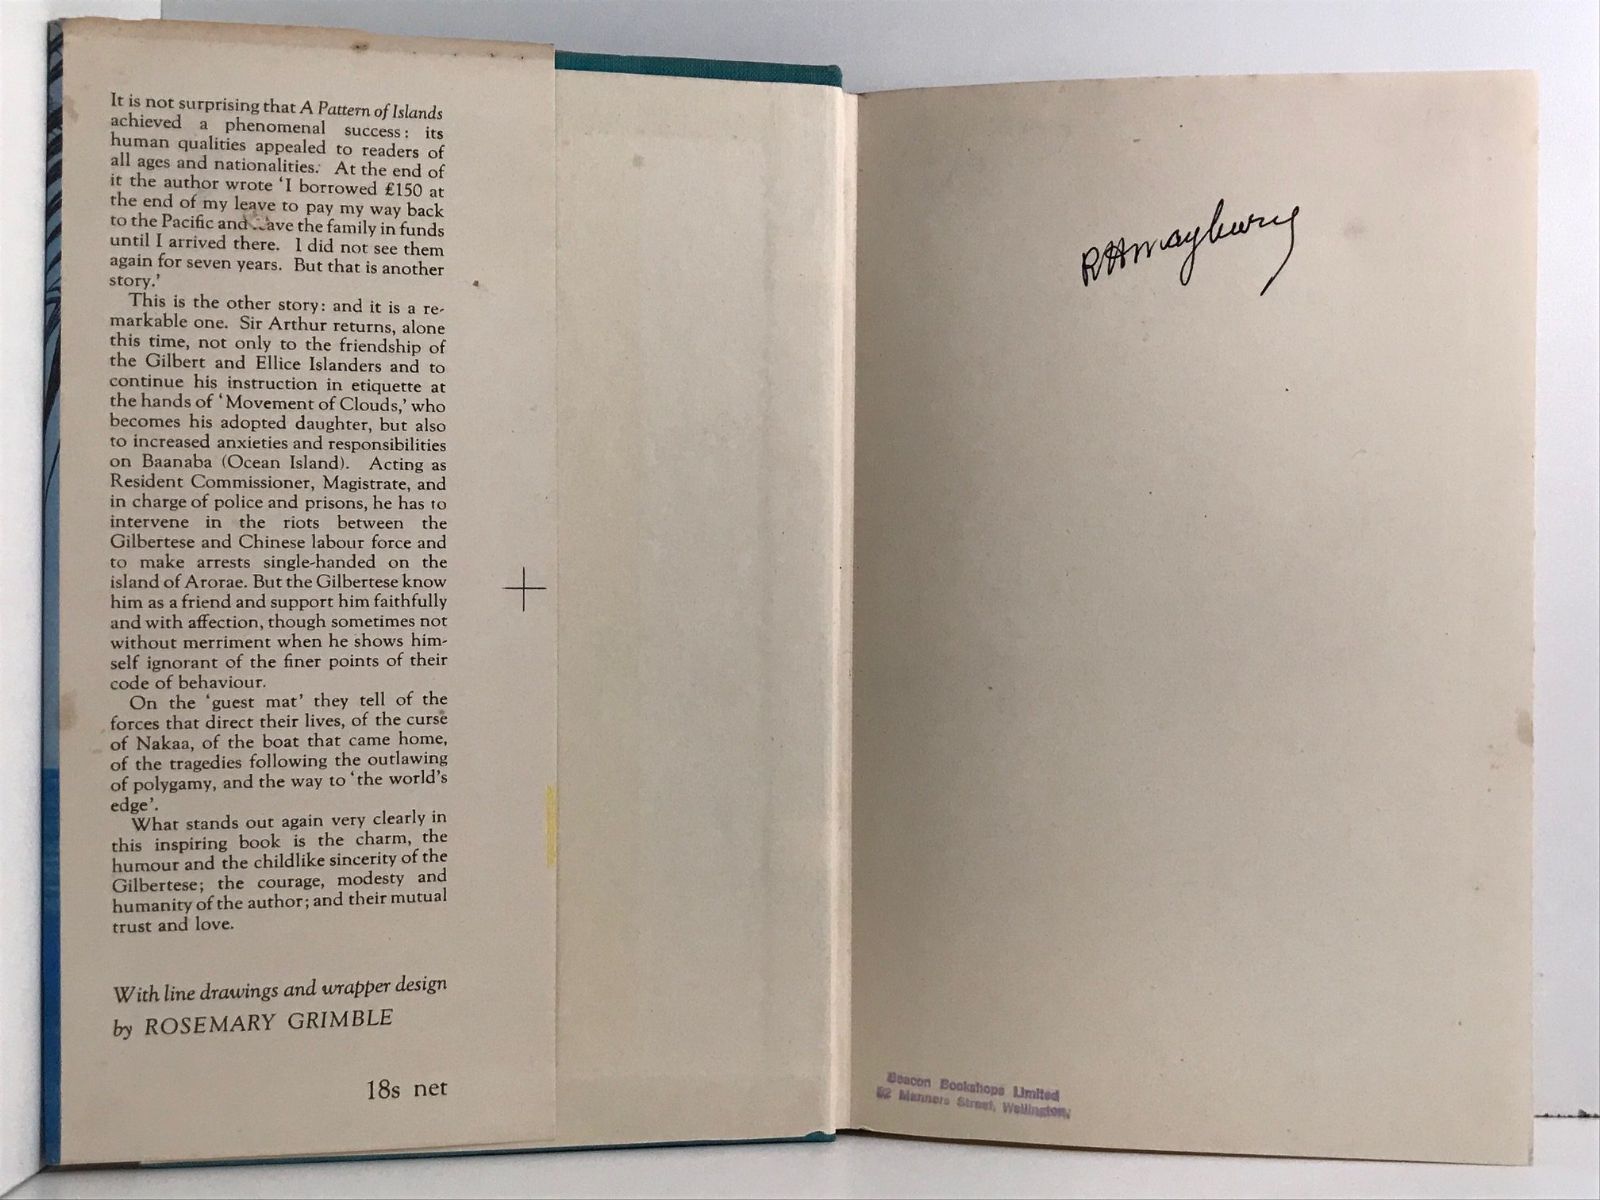 It is not surprising that A Pattern of Islands
achieved a phenomenal success: its
human qualities appealed to readers of
all ages and nationalities. At the end of
it the author wrote ‘I borrowed £150 at
the end of my leave to pay my way back
to the Pacific and leave the family in funds
until I arrived there. I did not see them
again for seven years. But that is another
story.’
This is the other story: and it is a re-
markable one. Sir Arthur returns, alone
this time, not only to the friendship of
the Gilbert and Ellice Islanders and to
continue his instruction in etiquette at
the hands of ‘Movement of Clouds,’ who
becomes his adopted daughter, but also
to increased anxieties and responsibilities
on Baanaba (Ocean Island). Acting as
Resident Commissioner, Magistrate, and
in charge of police and prisons, he has to
intervene in the riots between the
Gilbertese and Chinese labour force and
to make arrests single-handed on the
island of Arorae. But the Gilbertese know
him as a friend and support him faithfully
and with affection, though sometimes not
without merriment when he shows him-
self ignorant of the finer points of their
code of behaviour.
On the ‘guest mat’ they tell of the
forces that direct their lives, of the curse
of Nakaa, of the boat that came home,
of the tragedies following the outlawing
of polygamy, and the way to ‘the world’s
edge’.
What stands out again very clearly in
this inspiring book is the charm, the
humour and the childlike sincerity of the
Gilbertese; the courage, modesty and
humanity of the author; and their mutual
trust and love.
With line drawings and wrapper design
by ROSEMARY GRIMBLE
18s net
RHMayburry
Beacon Bookshops Limited
82 Manners Street, Wellington,